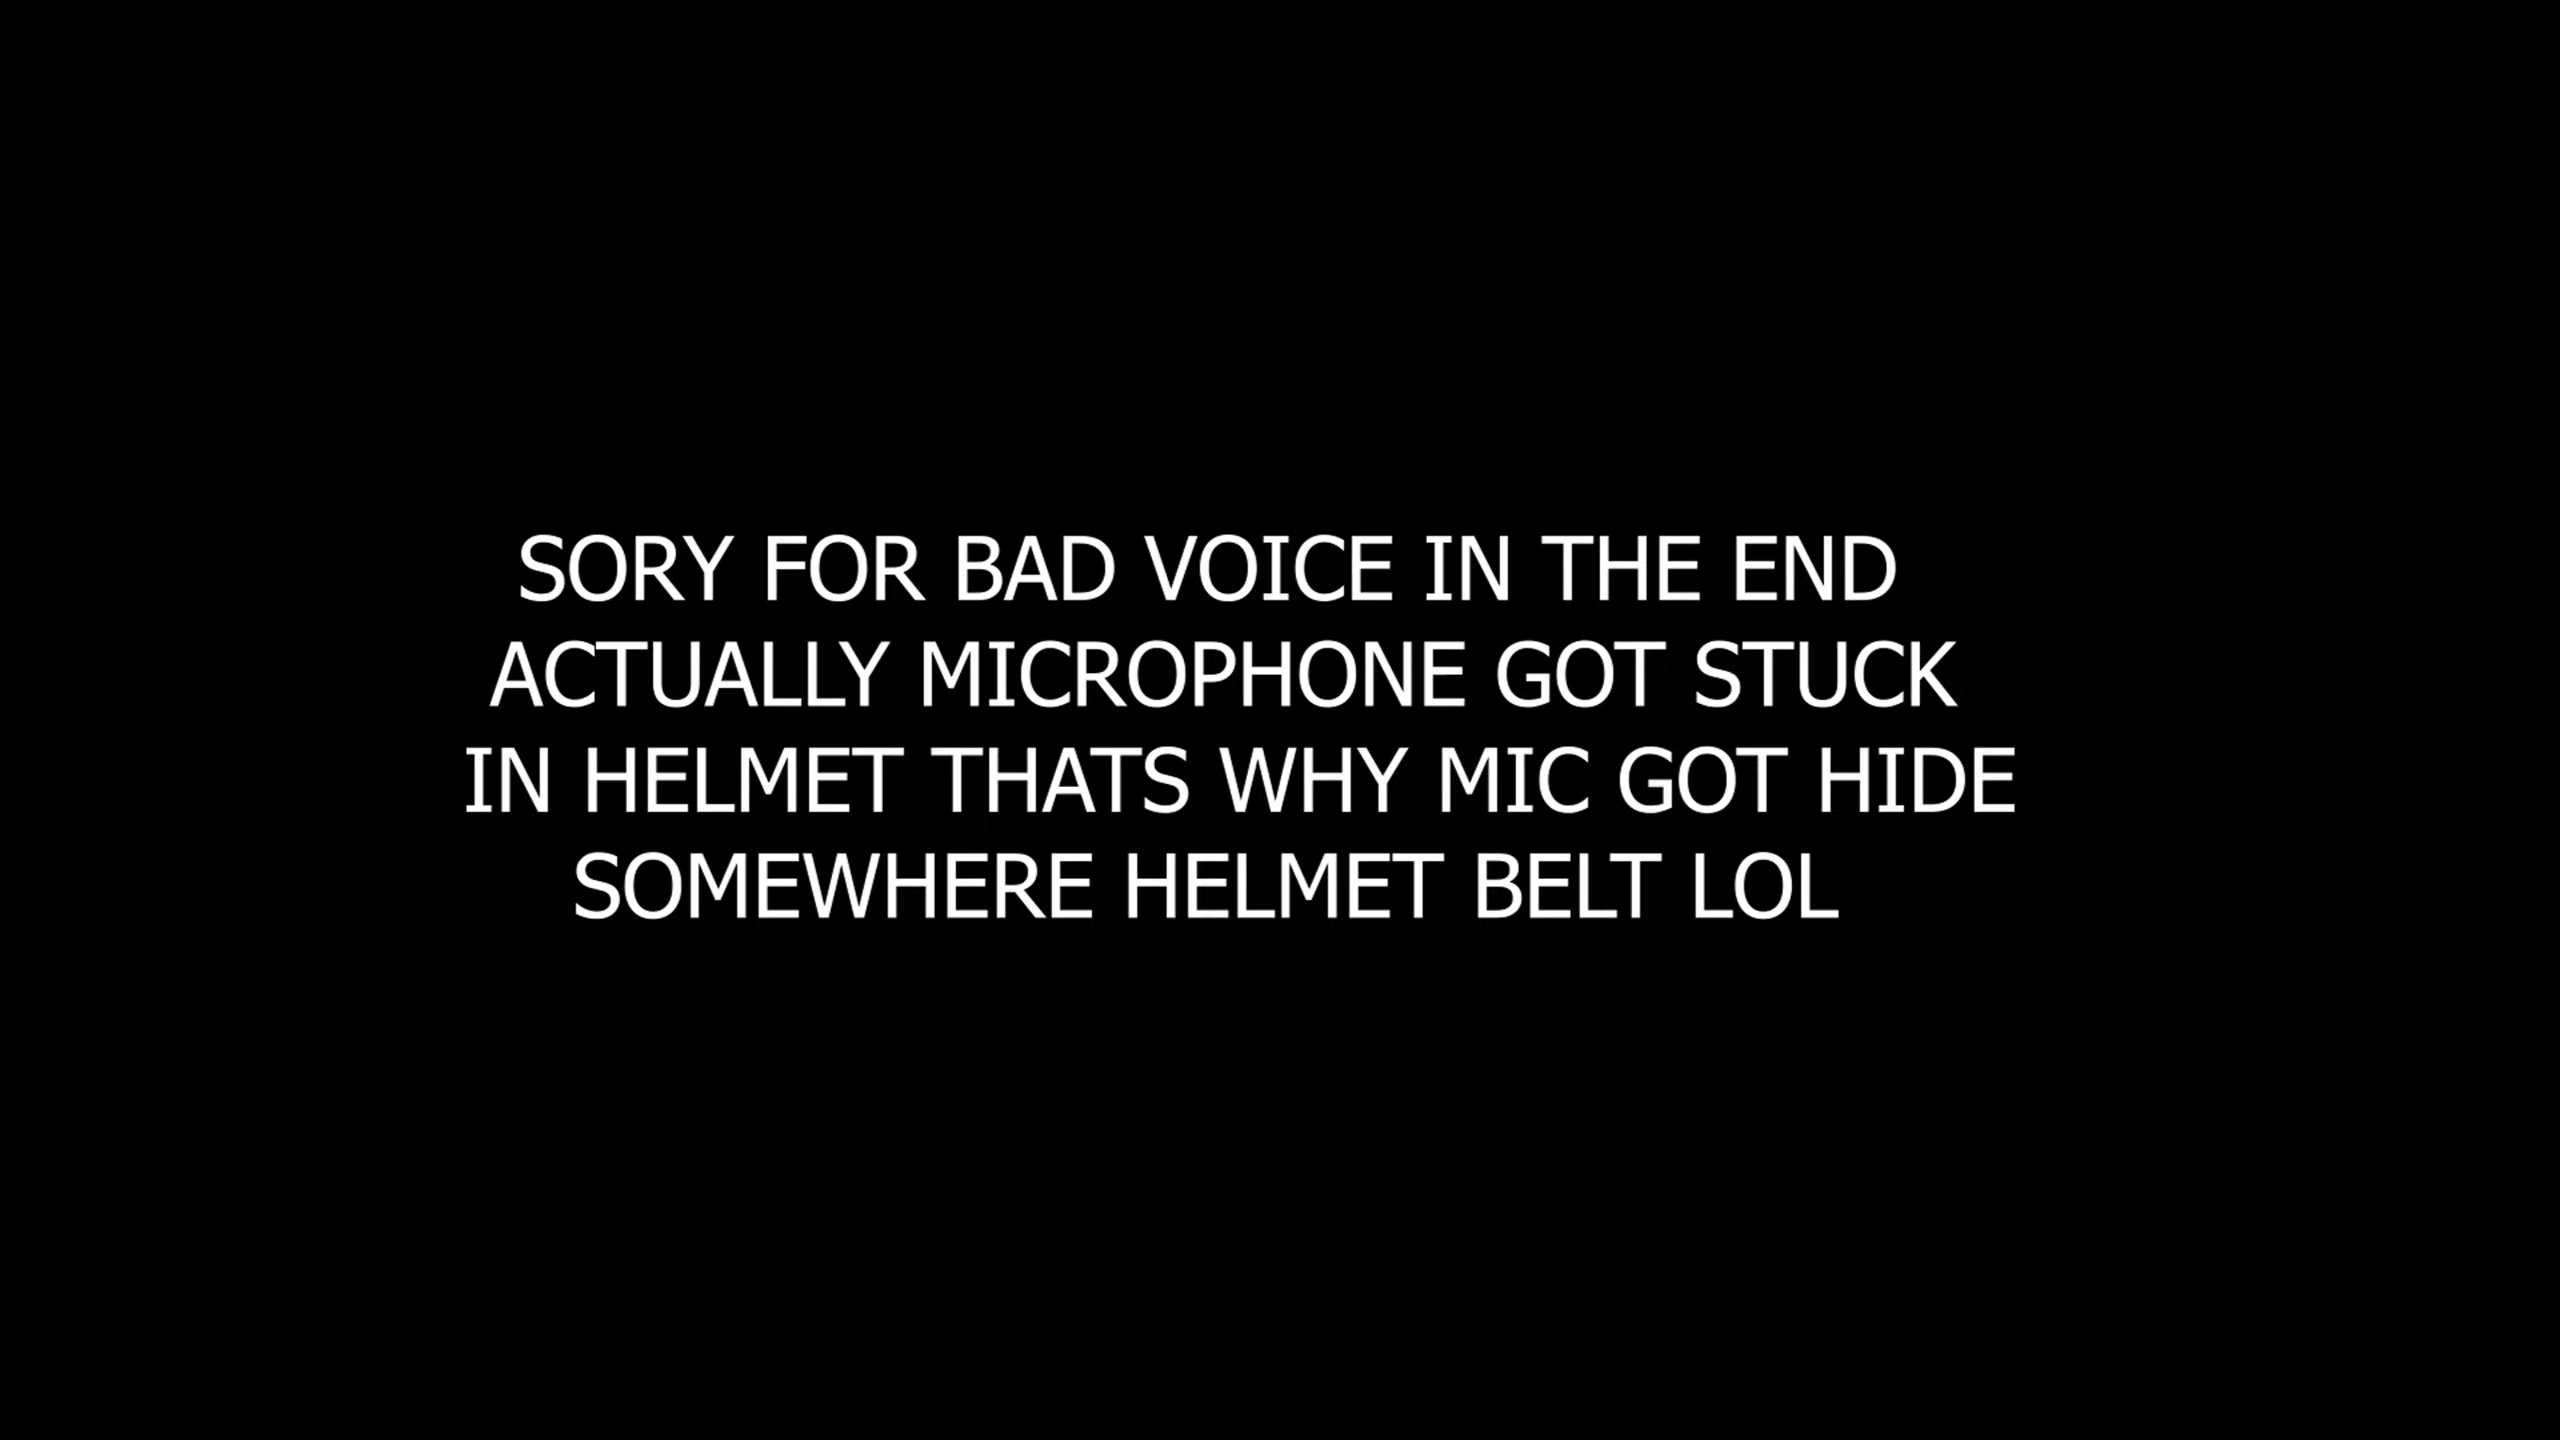 SORY FOR BAD VOICE IN THE END
ACTUALLY MICROPHONE GOT STUCK
IN HELMET THATS WHY MIC GOT HIDE
SOMEWHERE HELMET BELT LOL